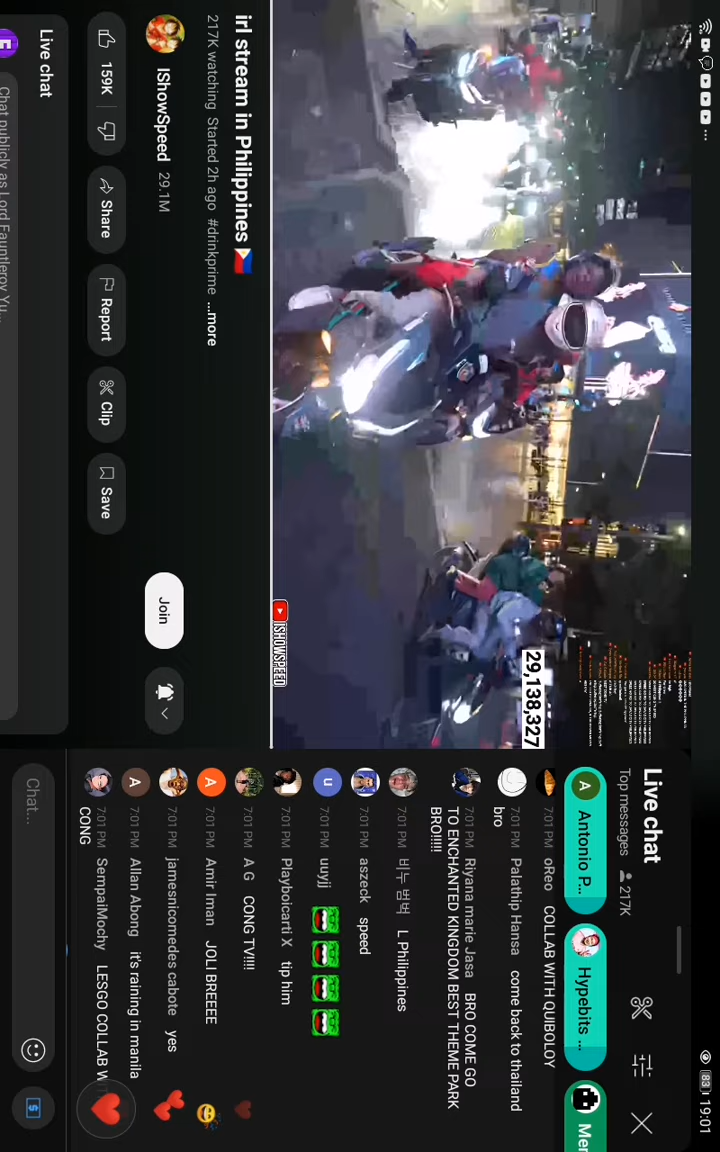 19:01
83
29,138,327
ISHOWSPEED
irl stream in Philippines 🇵🇭
217K watching Started 2h ago #drinkprime ...more
IShowSpeed 29.1M
Join
159K
Share
Report
Clip
Save
Live chat
Chat publicly as Lord Fauntleroy Yu...
Live chat
Top messages 217K
A Antonio P...
Hypebits ...
Mer
7:01 PM oReo COLLAB WITH QUIBOLOY
7:01 PM Palathip Hansa come back to thailand
bro
7:01 PM Riyana marie Jasa BRO COME GO
TO ENCHANTED KINGDOM BEST THEME PARK
BRO!!!!!
7:01 PM 비누 범벅 L Philippines
7:01 PM aszeck speed
u 7:01 PM uuyjj
7:01 PM Playboicarti X tip him
7:01 PM A G CONG TV!!!!
A 7:01 PM Amir Iman JOLI BREEEE
7:01 PM jamesnicomedes cabote yes
A 7:01 PM Allan Abong it's raining in manila
7:01 PM SempaiMochy LESGO COLLAB W
CONG
Chat...